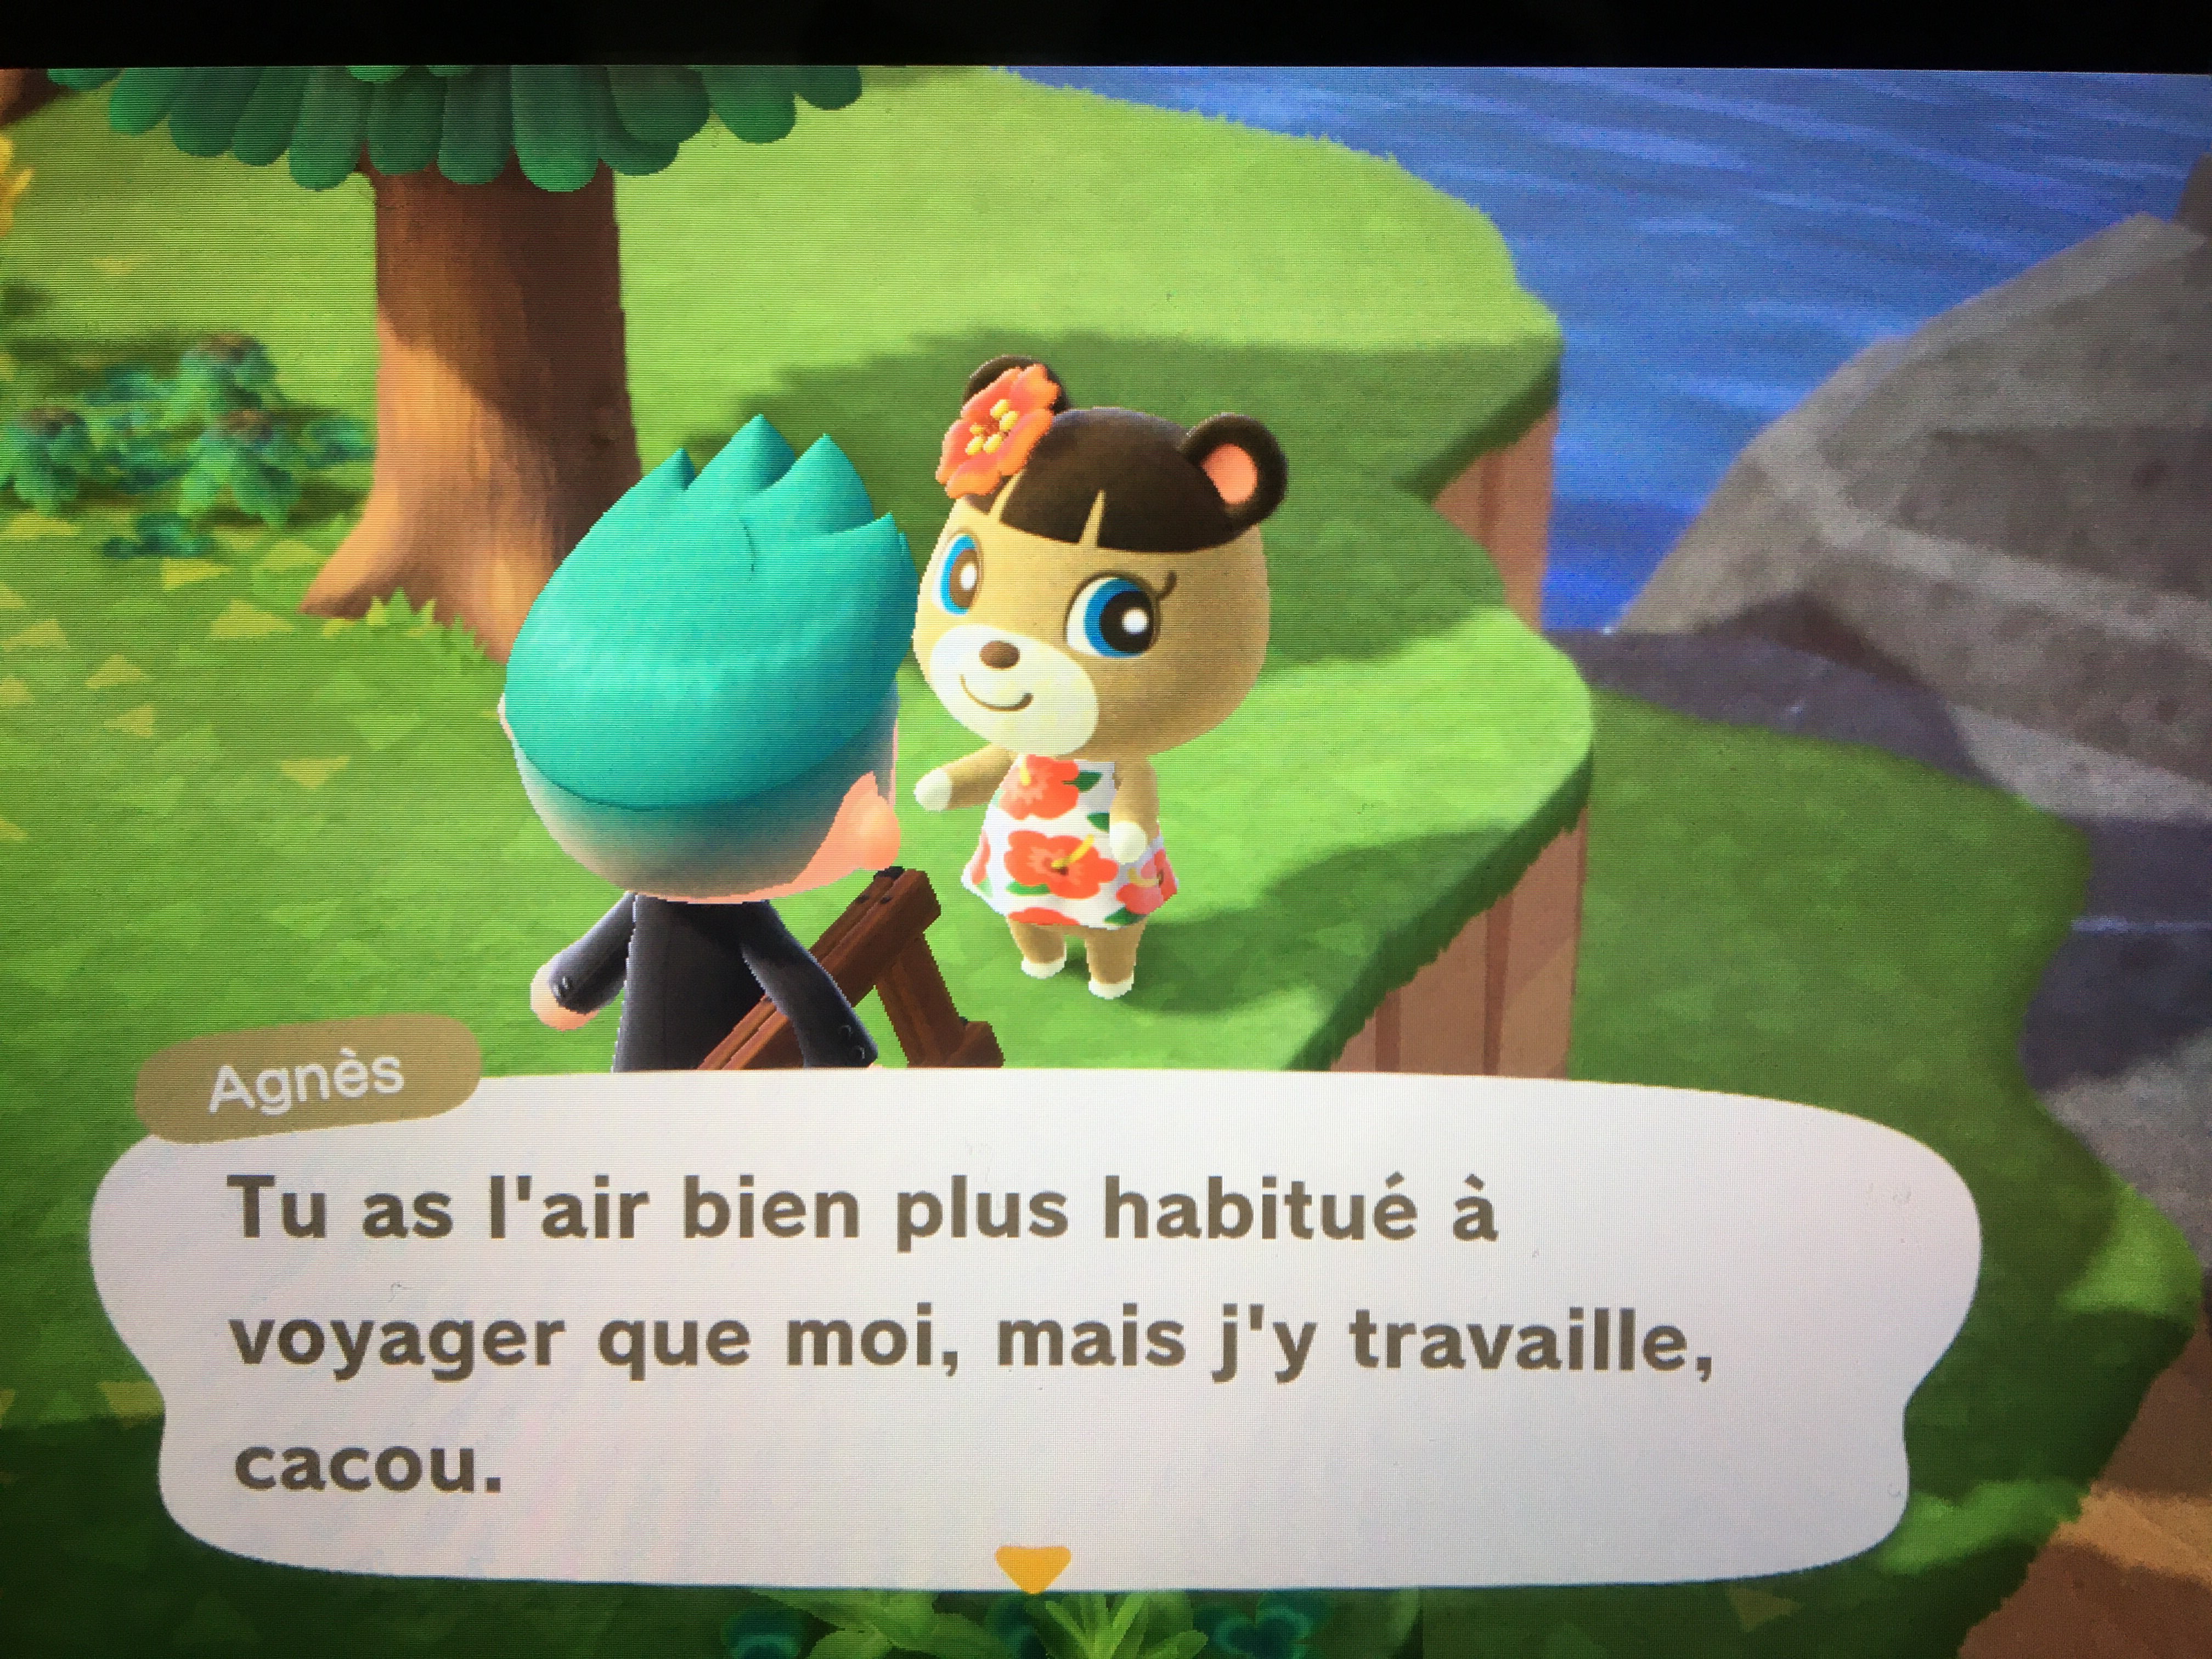 Agnès
Tu as l'air bien plus habitué à
voyager que moi, mais j'y travaille,
cacou.